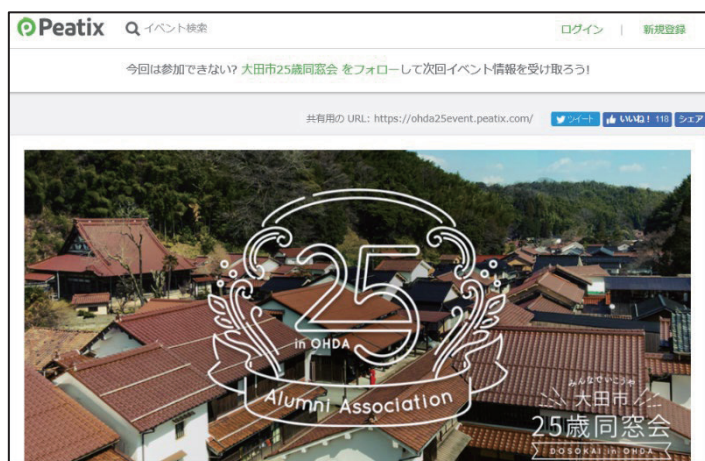 Peatix
イベント検索
ログイン | 新規登録
今回は参加できない? 大田市25歳同窓会 をフォローして次回イベント情報を受け取ろう!
共有用の URL: https://ohda25event.peatix.com/
ツイート
いいね! 118
シェア
25
in OHDA
Alumni Association
みんなでいこうや
大田市
25歳同窓会
DOSOKAI in OHDA